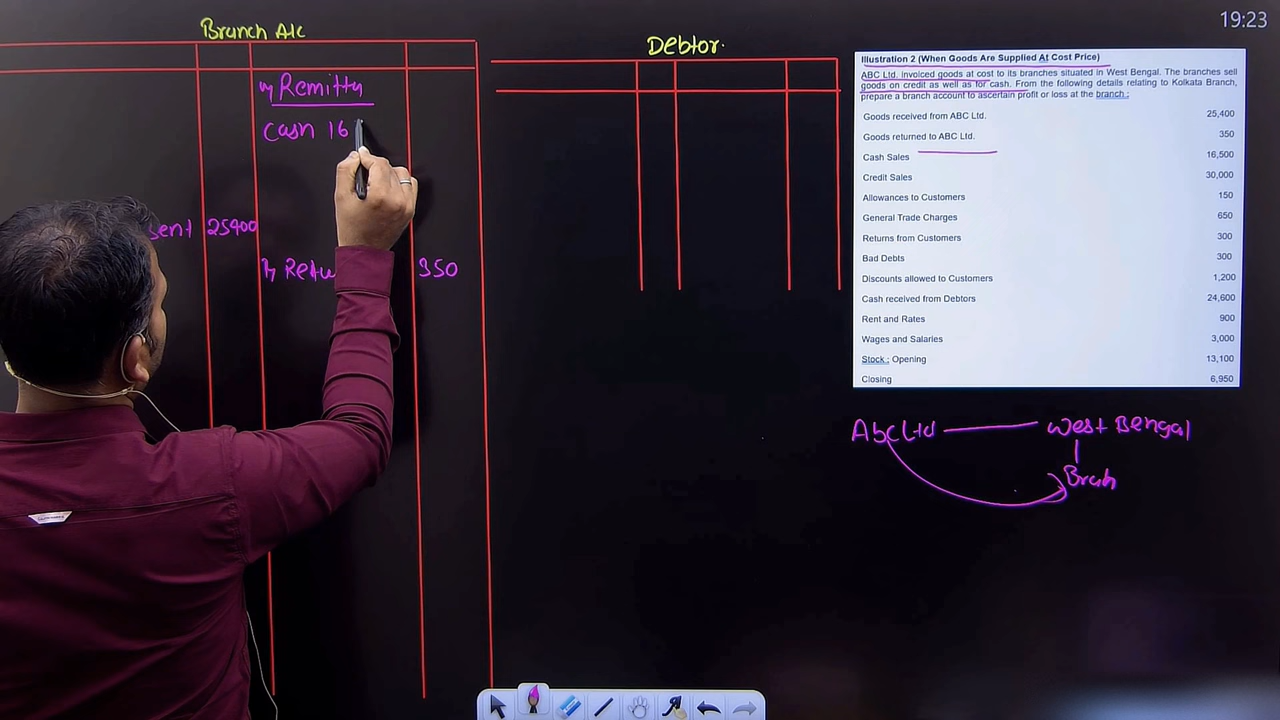 19:23
Branch A/c
By Remitty
Cash 16
sent 25400
By Retu 350
Debtor.
Illustration 2 (When Goods Are Supplied At Cost Price)
ABC Ltd. invoiced goods at cost to its branches situated in West Bengal. The branches sell
goods on credit as well as for cash. From the following details relating to Kolkata Branch,
prepare a branch account to ascertain profit or loss at the branch :
Goods received from ABC Ltd. 25,400
Goods returned to ABC Ltd. 350
Cash Sales 16,500
Credit Sales 30,000
Allowances to Customers 150
General Trade Charges 650
Returns from Customers 300
Bad Debts 300
Discounts allowed to Customers 1,200
Cash received from Debtors 24,600
Rent and Rates 900
Wages and Salaries 3,000
Stock : Opening 13,100
Closing 6,950
Abc Ltd West Bengal